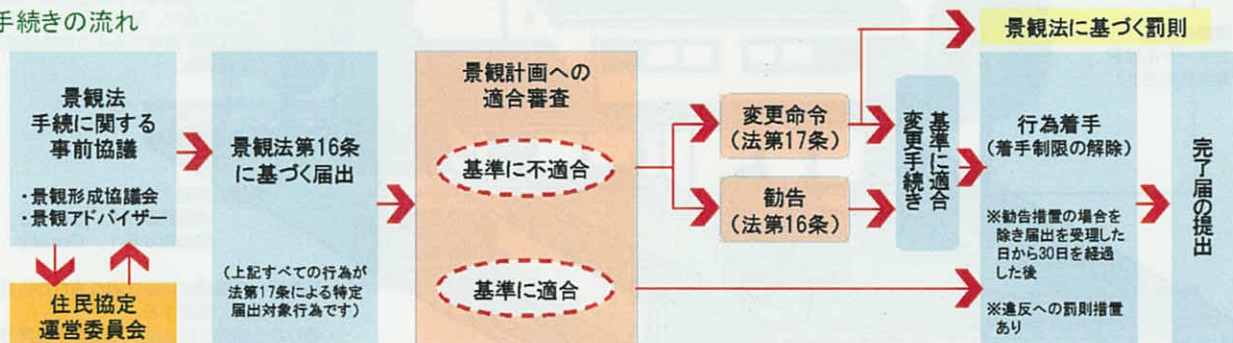 手続きの流れ
景観法
手続に関する
事前協議
・景観形成協議会
・景観アドバイザー
住民協定
運営委員会
景観法第16条
に基づく届出
(上記すべての行為が
法第17条による特定
届出対象行為です)
景観計画への
適合審査
基準に不適合
基準に適合
変更命令
(法第17条)
勧告
(法第16条)
基準に適合
変更手続き
景観法に基づく罰則
行為着手
(着手制限の解除)
※勧告措置の場合を
除き届出を受理した
日から30日を経過
した後
※違反への罰則措置
あり
完了届の提出